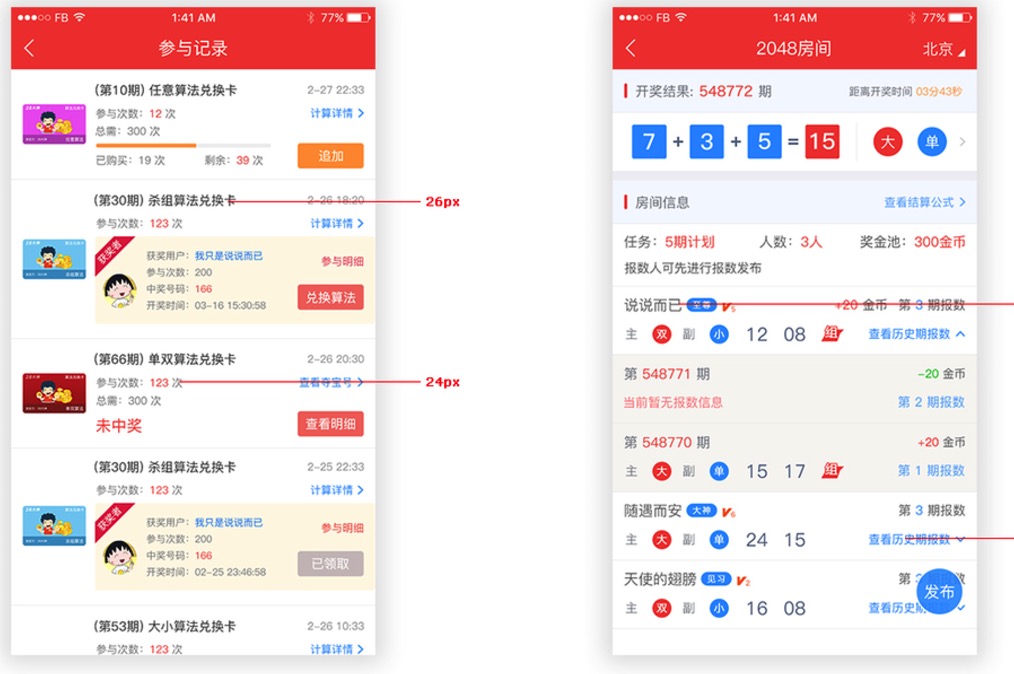 FB 1:41 AM 77%
参与记录
(第10期) 任意算法兑换卡 2-27 22:33
参与次数: 12 次 计算详情
总需: 300 次
已购买: 19 次 剩余: 39 次 追加
(第30期) 杀组算法兑换卡 2-26 18:20
26px
参与次数: 123 次 计算详情
获奖者
获奖用户: 我只是说说而已 参与明细
参与次数: 200
中奖号码: 166 兑换算法
开奖时间: 03-16 15:30:58
(第66期) 单双算法兑换卡 2-26 20:30
参与次数: 123 次 查看夺宝号
24px
总需: 300 次
未中奖 查看明细
(第30期) 杀组算法兑换卡 2-25 22:33
参与次数: 123 次 计算详情
获奖者
获奖用户: 我只是说说而已 参与明细
参与次数: 200
中奖号码: 166 已领取
开奖时间: 02-25 23:46:58
(第53期) 大小算法兑换卡 2-26 10:33
参与次数: 123 次 计算详情
FB 1:41 AM 77%
2048房间 北京
开奖结果: 548772 期 距离开奖时间 03分43秒
7 + 3 + 5 = 15 大 单
房间信息 查看结算公式
任务: 5期计划 人数: 3人 奖金池: 300金币
报数人可先进行报数发布
说说而已 至尊 V5 +20 金币 第 3 期报数
主 双 副 小 12 08 组 查看历史期报数
第 548771 期 -20 金币
当前暂无报数信息 第 2 期报数
第 548770 期 +20 金币
主 大 副 单 15 17 组 第 1 期报数
随遇而安 大神 V6 第 3 期报数
主 大 副 单 24 15 查看历史期报数
天使的翅膀 见习 V2 第
发布
主 双 副 小 16 08 查看历史期